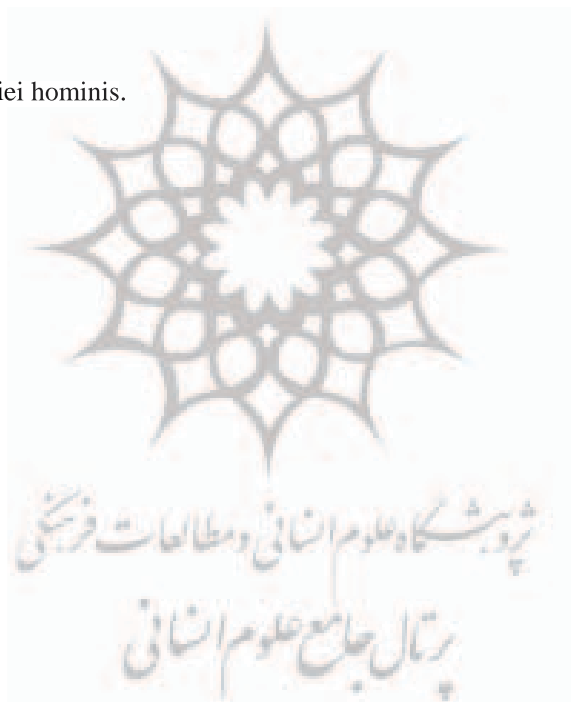 iei hominis.
پژوهشگاه علوم انسانی و مطالعات فرهنگی
پرتال جامع علوم انسانی